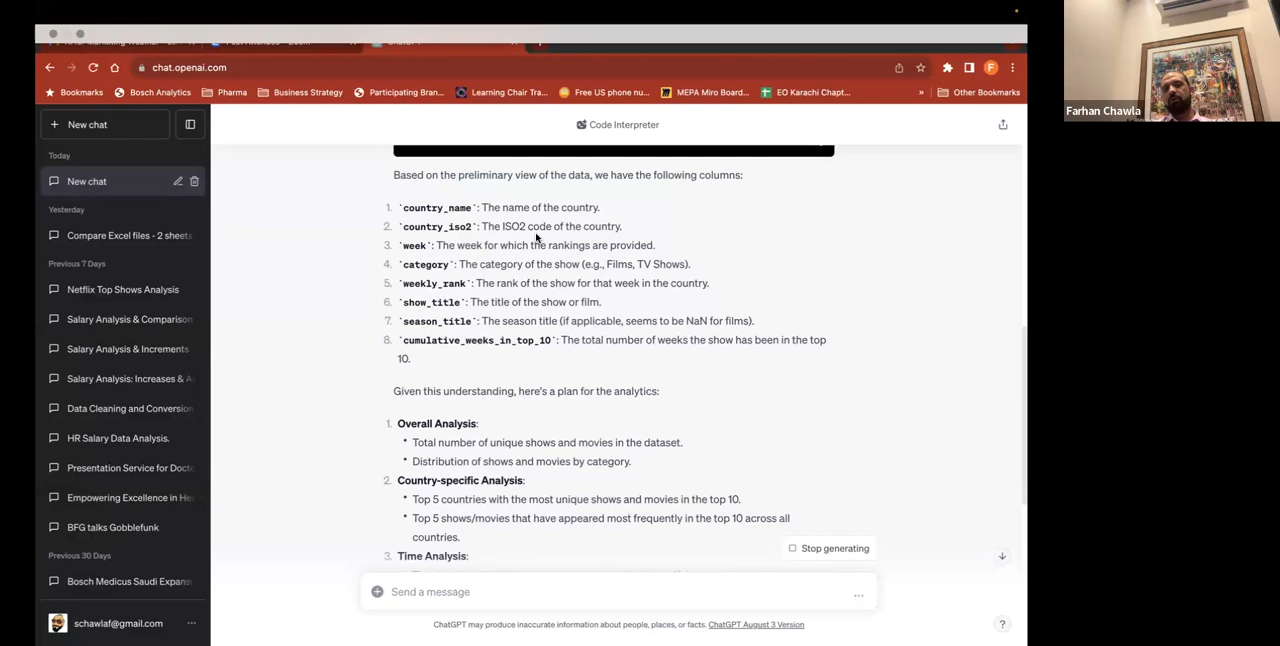 chat.openai.com
Bookmarks
Bosch Analytics
Pharma
Business Strategy
Participating Bran...
Learning Chair Tra...
Free US phone nu...
MEPA Miro Board...
EO Karachi Chapt...
»
Other Bookmarks
Farhan Chawla
+ New chat
Code Interpreter
Today
New chat
Yesterday
Compare Excel files - 2 sheets
Previous 7 Days
Netflix Top Shows Analysis
Salary Analysis & Comparison
Salary Analysis & Increments
Salary Analysis: Increases & A
Data Cleaning and Conversion
HR Salary Data Analysis.
Presentation Service for Docto
Empowering Excellence in He
BFG talks Gobblefunk
Previous 30 Days
Bosch Medicus Saudi Expans
schawlaf@gmail.com
Based on the preliminary view of the data, we have the following columns:
1. `country_name`: The name of the country.
2. `country_iso2`: The ISO2 code of the country.
3. `week`: The week for which the rankings are provided.
4. `category`: The category of the show (e.g., Films, TV Shows).
5. `weekly_rank`: The rank of the show for that week in the country.
6. `show_title`: The title of the show or film.
7. `season_title`: The season title (if applicable, seems to be NaN for films).
8. `cumulative_weeks_in_top_10`: The total number of weeks the show has been in the top
10.
Given this understanding, here's a plan for the analytics:
1. Overall Analysis:
• Total number of unique shows and movies in the dataset.
• Distribution of shows and movies by category.
2. Country-specific Analysis:
• Top 5 countries with the most unique shows and movies in the top 10.
• Top 5 shows/movies that have appeared most frequently in the top 10 across all
countries.
3. Time Analysis:
Stop generating
Send a message
ChatGPT may produce inaccurate information about people, places, or facts. ChatGPT August 3 Version
?